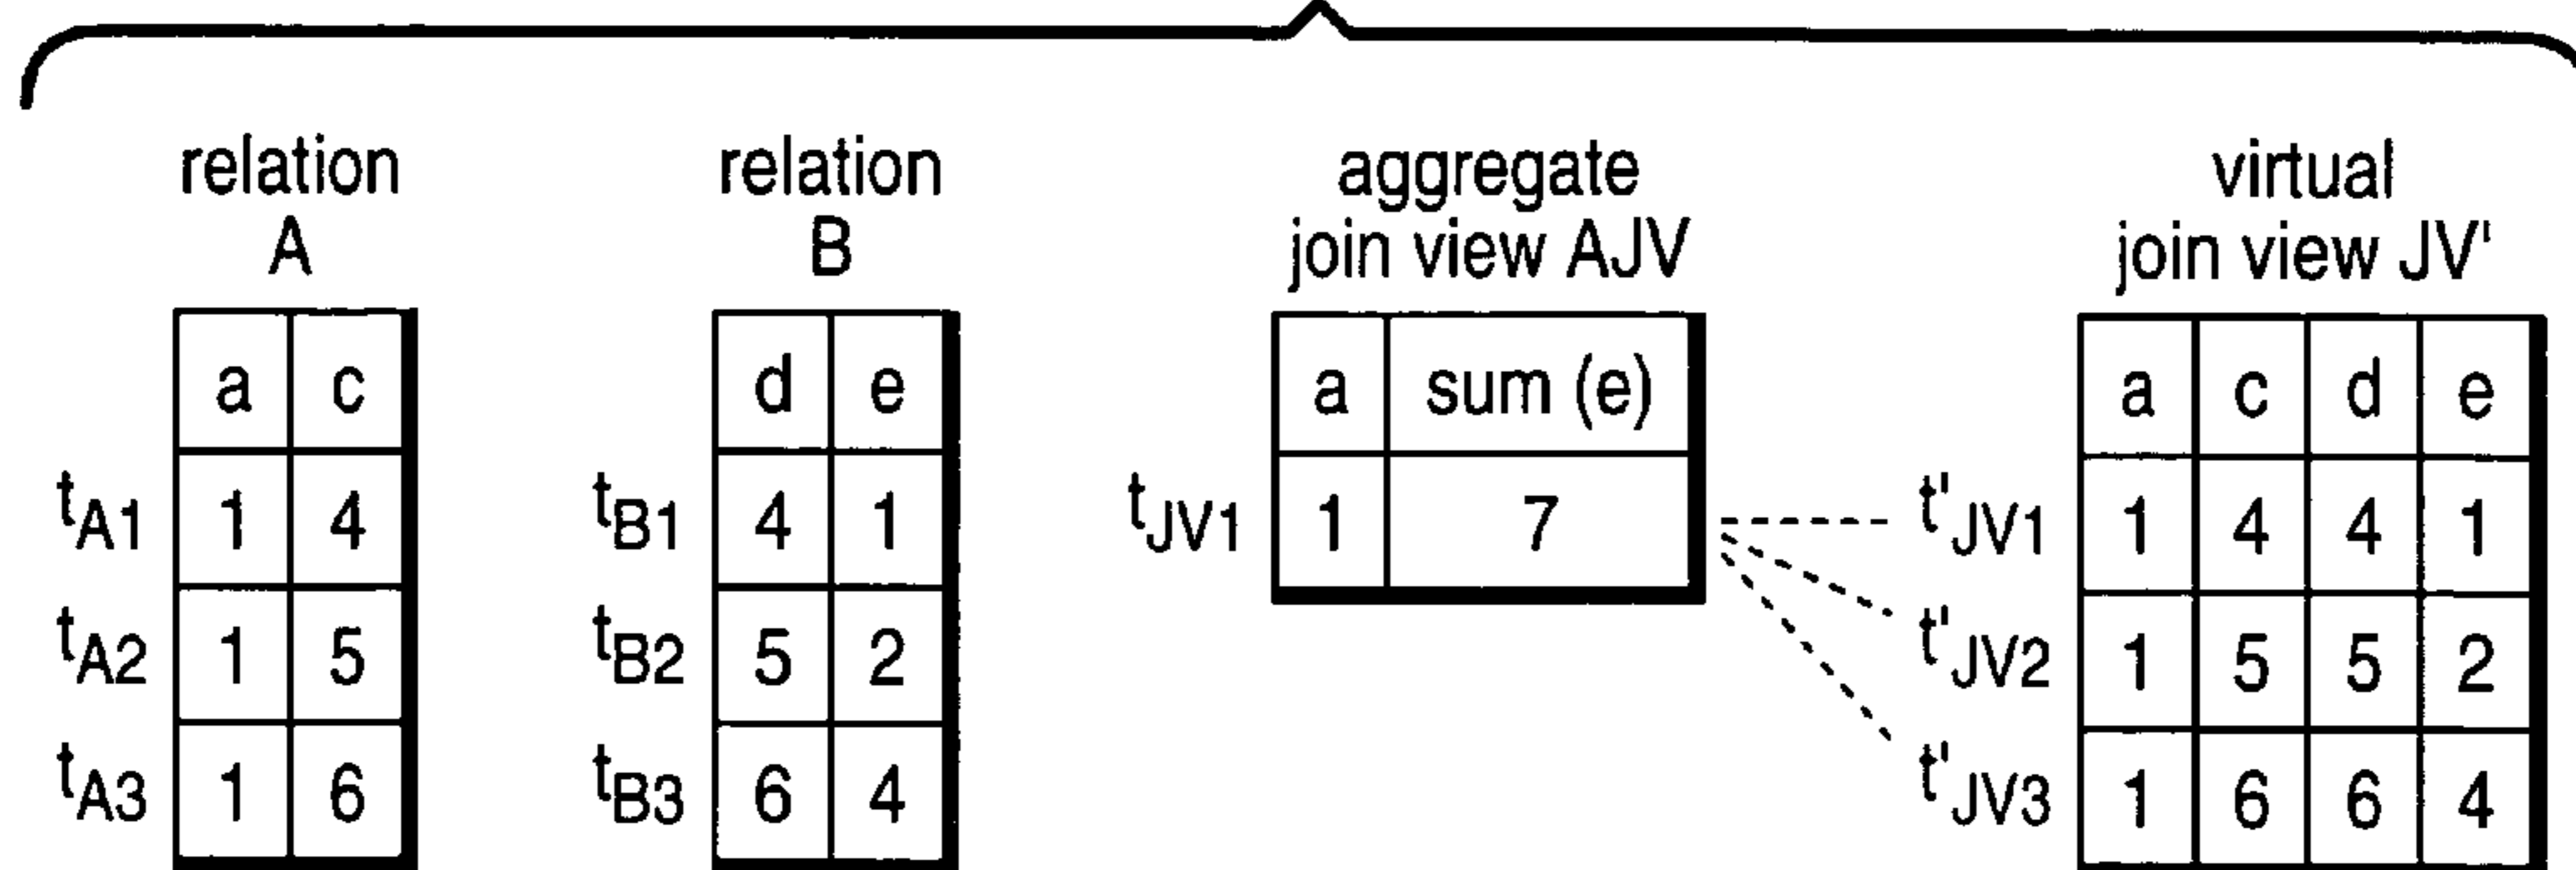 relation relation aggregate virtual
A B join view AJV join view JV'
a c d e a sum (e) a c d e
tA1 1 4 tB1 4 1 tJV1 1 7 t'JV1 1 4 4 1
tA2 1 5 tB2 5 2 t'JV2 1 5 5 2
tA3 1 6 tB3 6 4 t'JV3 1 6 6 4